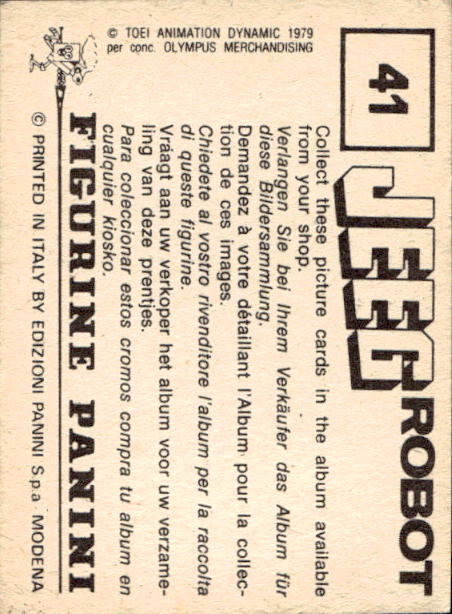 © TOEI ANIMATION DYNAMIC 1979
per conc. OLYMPUS MERCHANDISING
41
JEEG ROBOT
Collect these picture cards in the album available
from your shop.
Verlangen Sie bei Ihrem Verkäufer das Album für
diese Bildersammlung.
Demandez à votre détaillant l'Album pour la collec-
tion de ces images.
Chiedete al vostro rivenditore l'album per la raccolta
di queste figurine.
Vráagt aan uw verkoper het album voor uw verzame-
ling van deze prentjes.
Para coleccionar estos cromos compra tu album en
cualquier kiosko.
FIGURINE PANINI
© PRINTED IN ITALY BY EDIZIONI PANINI S.p.a MODENA